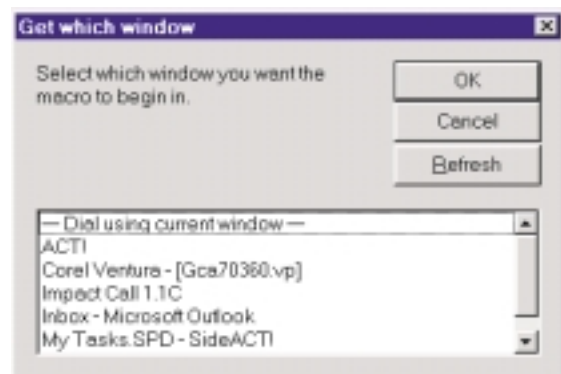 Get which window
Select which window you want the
macro to begin in.
OK
Cancel
Refresh
— Dial using current window —
ACT!
Corel Ventura - [Gca70360.vp]
Impact Call 1.1C
Inbox - Microsoft Outlook
My Tasks.SPD - SideACT!